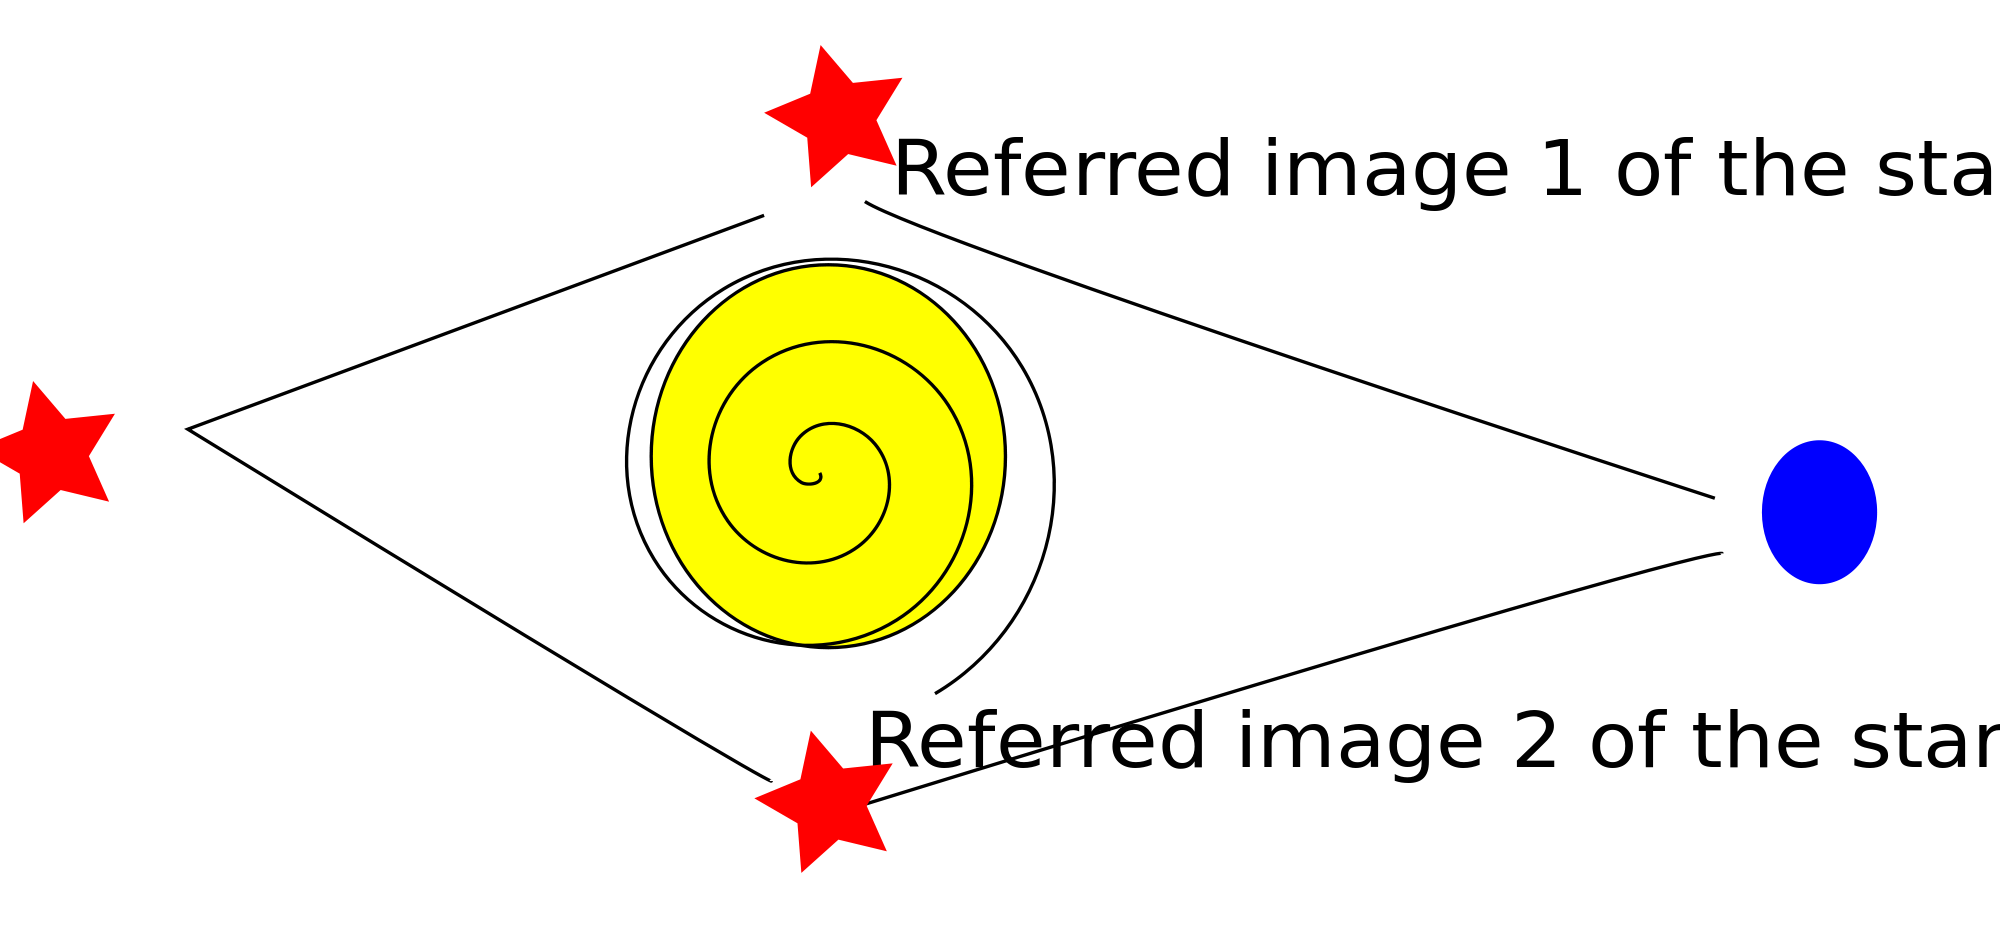 Referred image 1 of the sta
Referred image 2 of the star